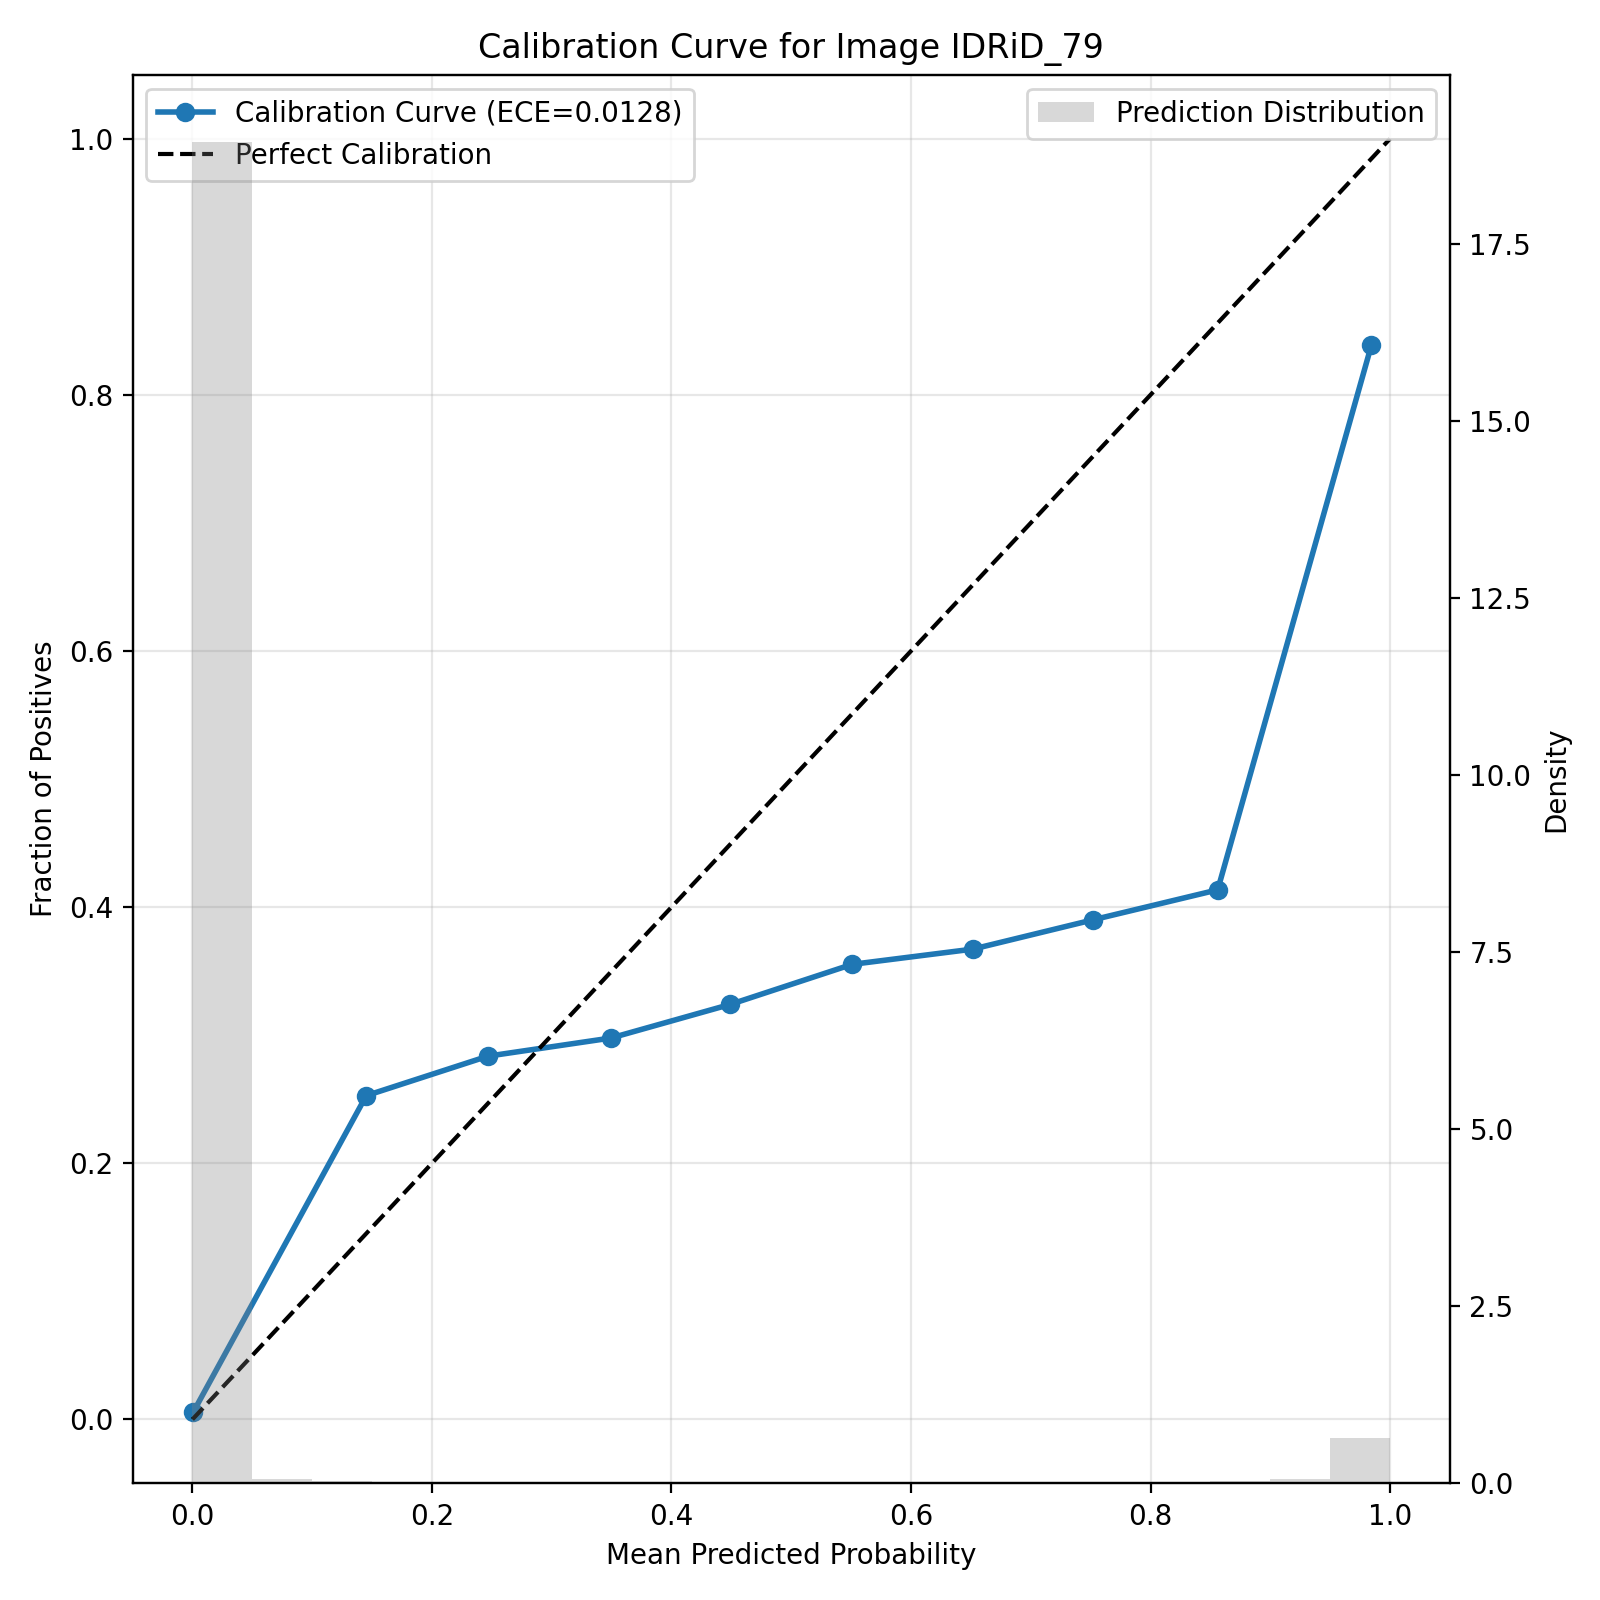 Calibration Curve for Image IDRiD_79
Calibration Curve (ECE=0.0128)
Perfect Calibration
Prediction Distribution
1.0
0.8
0.6
0.4
0.2
0.0
Fraction of Positives
17.5
15.0
12.5
10.0
7.5
5.0
2.5
0.0
Density
0.0 0.2 0.4 0.6 0.8 1.0
Mean Predicted Probability